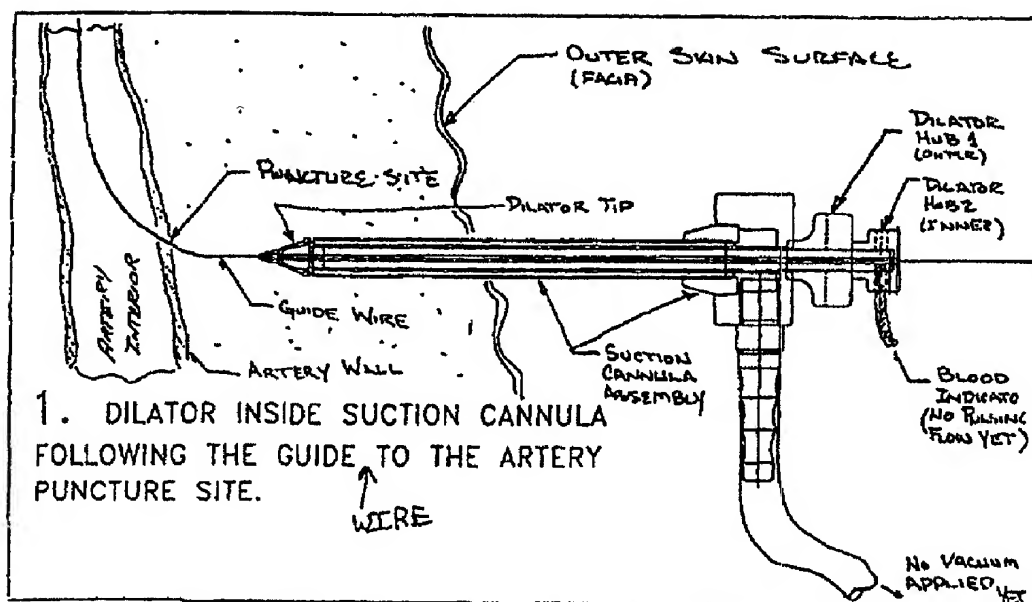 OUTER SKIN SURFACE
(FACIA)
DILATOR
HUB 1
(OUTER)
PUNCTURE SITE
DILATOR TIP
DILATOR
HUB 2
(INNER)
ARTERY
INTERIOR
GUIDE WIRE
ARTERY WALL
SUCTION
CANNULA
ASSEMBLY
BLOOD
INDICATO
(NO PULSING
FLOW YET)
1. DILATOR INSIDE SUCTION CANNULA
FOLLOWING THE GUIDE TO THE ARTERY
PUNCTURE SITE.
WIRE
NO VACUUM
APPLIED YET